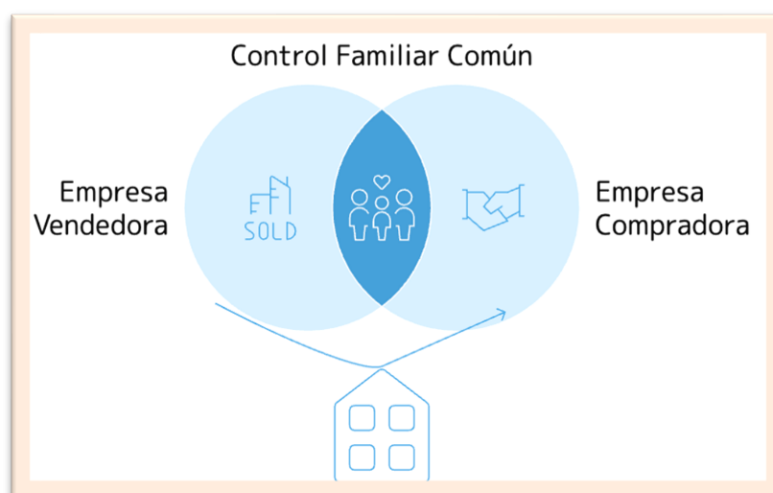 Control Familiar Común
Empresa
Vendedora
SOLD
Empresa
Compradora